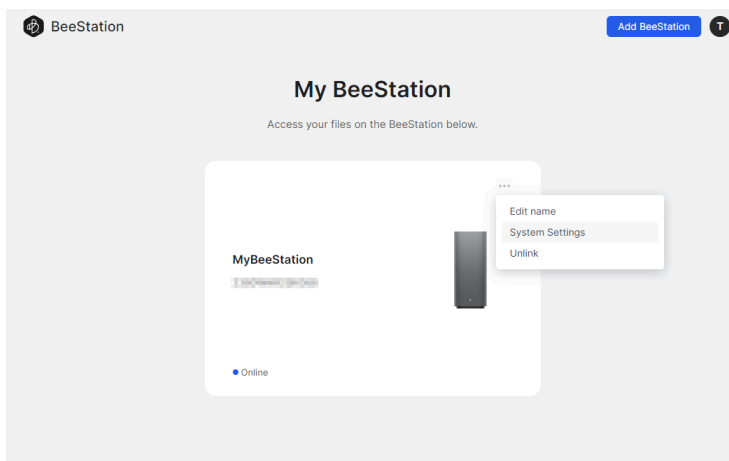 BeeStation
Add BeeStation
T
My BeeStation
Access your files on the BeeStation below.
Edit name
System Settings
Unlink
MyBeeStation
Online